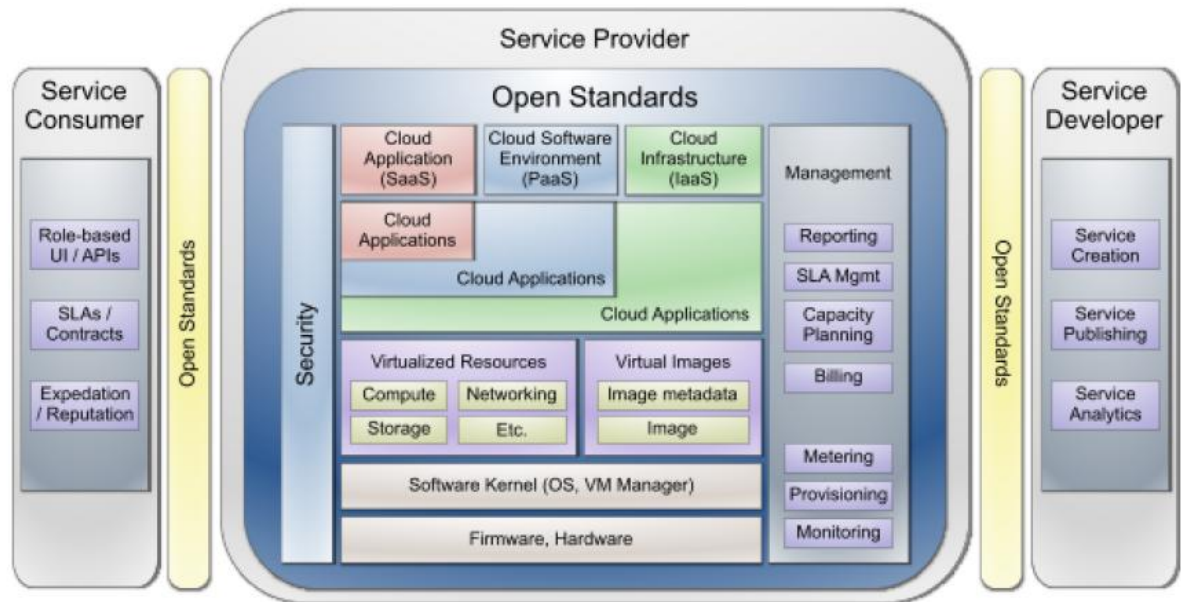 Service
Consumer
Role-based
UI / APIs
SLAs /
Contracts
Expedation
/ Reputation
Open Standards
Service Provider
Open Standards
Security
Cloud
Application
(SaaS)
Cloud Software
Environment
(PaaS)
Cloud
Infrastructure
(IaaS)
Cloud
Applications
Cloud Applications
Cloud Applications
Virtualized Resources
Compute
Networking
Storage
Etc.
Virtual Images
Image metadata
Image
Software Kernel (OS, VM Manager)
Firmware, Hardware
Management
Reporting
SLA Mgmt
Capacity
Planning
Billing
Metering
Provisioning
Monitoring
Open Standards
Service
Developer
Service
Creation
Service
Publishing
Service
Analytics